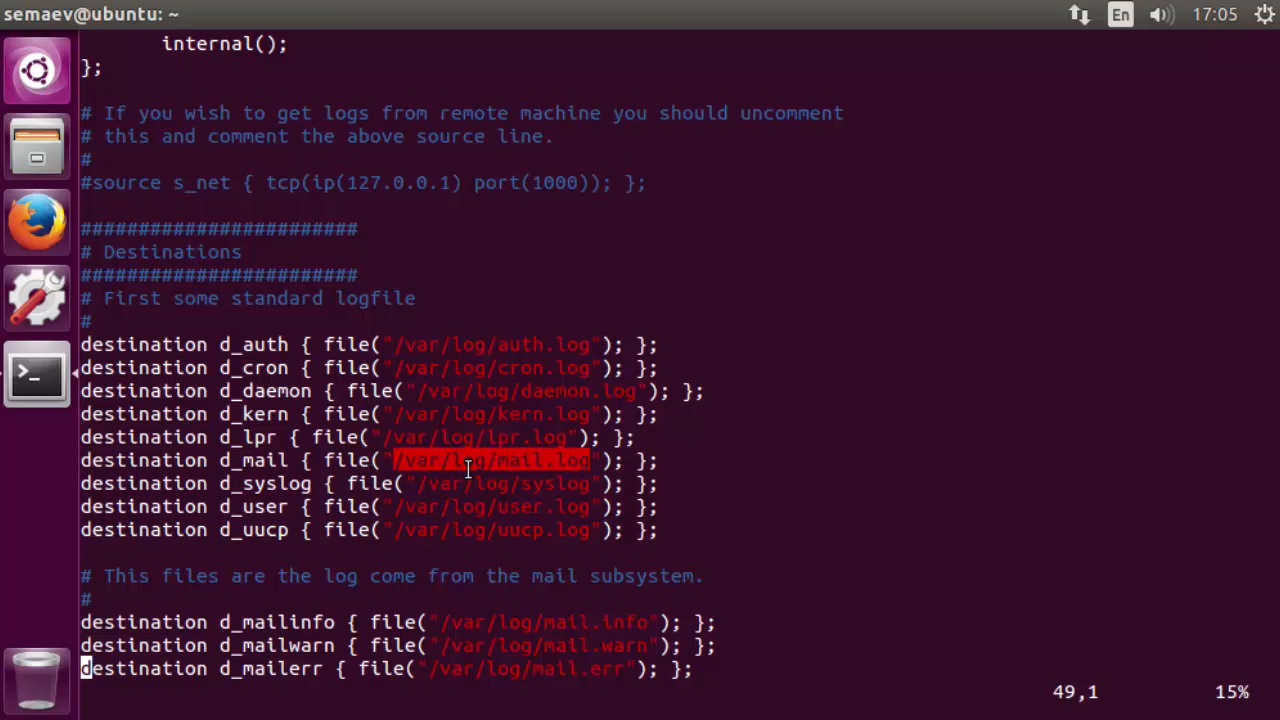 semaev@ubuntu: ~
En
17:05
internal();
};
# If you wish to get logs from remote machine you should uncomment
# this and comment the above source line.
#
#source s_net { tcp(ip(127.0.0.1) port(1000)); };
########################
# Destinations
########################
# First some standard logfile
#
destination d_auth { file("/var/log/auth.log"); };
destination d_cron { file("/var/log/cron.log"); };
destination d_daemon { file("/var/log/daemon.log"); };
destination d_kern { file("/var/log/kern.log"); };
destination d_lpr { file("/var/log/lpr.log"); };
destination d_mail { file("/var/log/mail.log"); };
destination d_syslog { file("/var/log/syslog"); };
destination d_user { file("/var/log/user.log"); };
destination d_uucp { file("/var/log/uucp.log"); };
# This files are the log come from the mail subsystem.
#
destination d_mailinfo { file("/var/log/mail.info"); };
destination d_mailwarn { file("/var/log/mail.warn"); };
destination d_mailerr { file("/var/log/mail.err"); };
49,1 15%